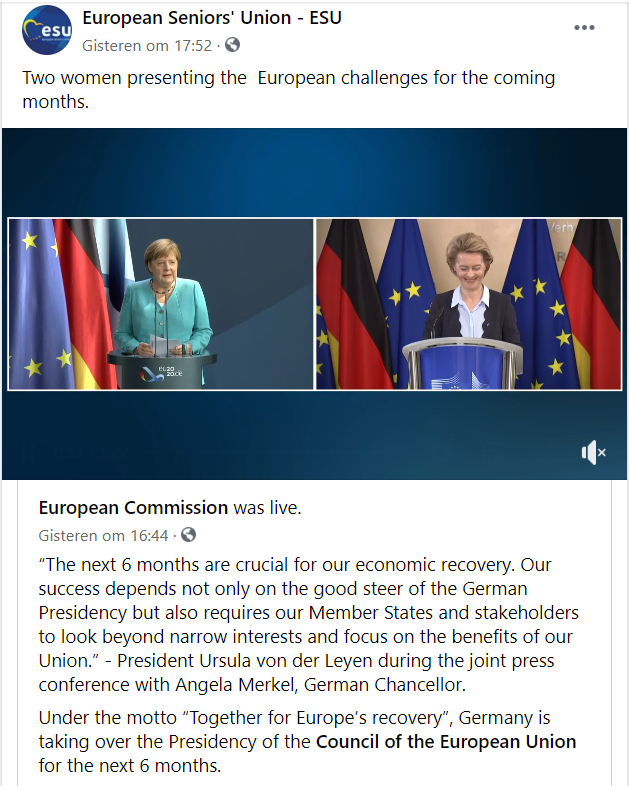 esu
European Seniors' Union - ESU
Gisteren om 17:52 ·
Two women presenting the  European challenges for the coming
months.
eu20
20.de
European Commission was live.
Gisteren om 16:44 ·
“The next 6 months are crucial for our economic recovery. Our
success depends not only on the good steer of the German
Presidency but also requires our Member States and stakeholders
to look beyond narrow interests and focus on the benefits of our
Union.” - President Ursula von der Leyen during the joint press
conference with Angela Merkel, German Chancellor.
Under the motto “Together for Europe’s recovery”, Germany is
taking over the Presidency of the Council of the European Union
for the next 6 months.